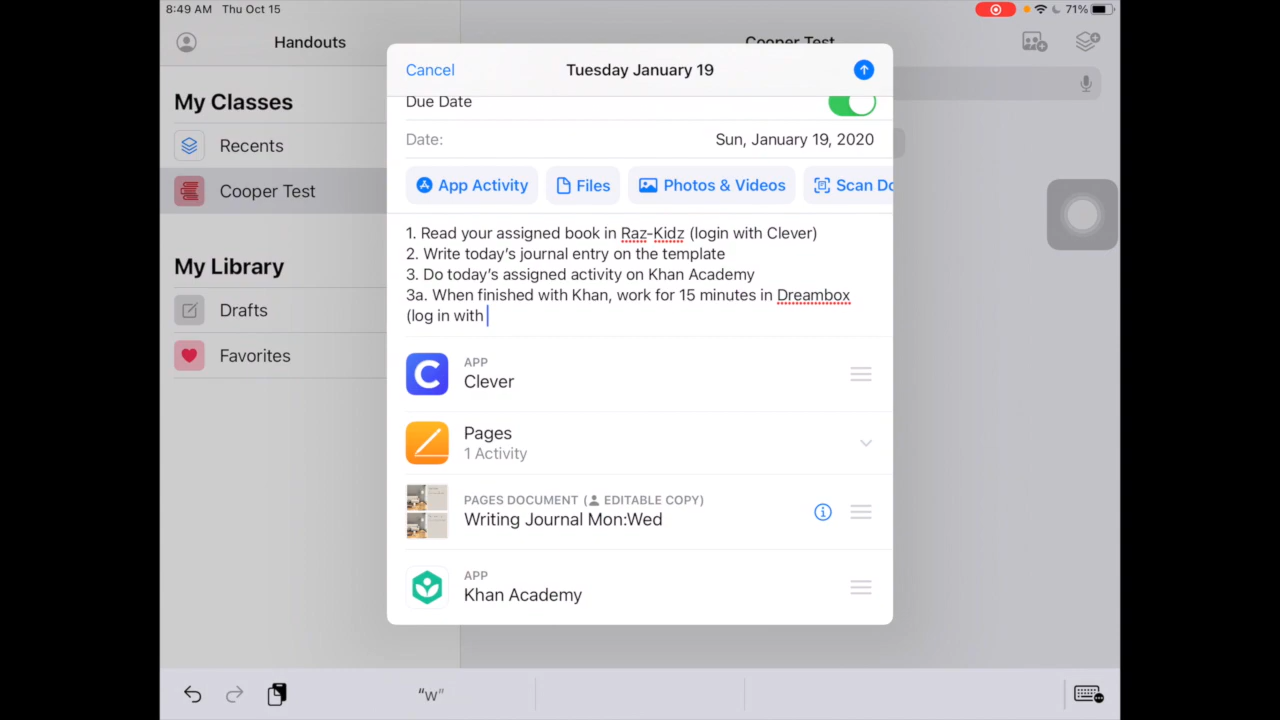 8:49 AM Thu Oct 15
71%
Handouts
Cooper Test
Cancel
Tuesday January 19
Due Date
My Classes
Date:
Sun, January 19, 2020
Recents
App Activity
Files
Photos & Videos
Scan Do
Cooper Test
1. Read your assigned book in Raz-Kidz (login with Clever)
2. Write today's journal entry on the template
3. Do today's assigned activity on Khan Academy
3a. When finished with Khan, work for 15 minutes in Dreambox
(log in with
My Library
Drafts
Favorites
APP
Clever
Pages
1 Activity
PAGES DOCUMENT ( EDITABLE COPY)
Writing Journal Mon:Wed
APP
Khan Academy
"w"